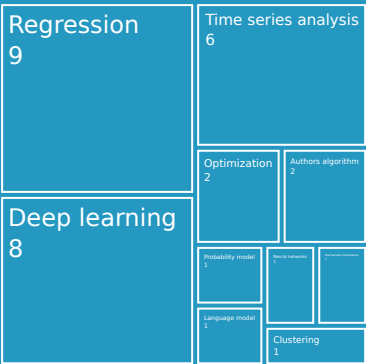 Regression
9
Time series analysis
6
Optimization
2
Authors algorithm
2
Deep learning
8
Probability model
1
Neural networks
1
1
Language model
1
Clustering
1